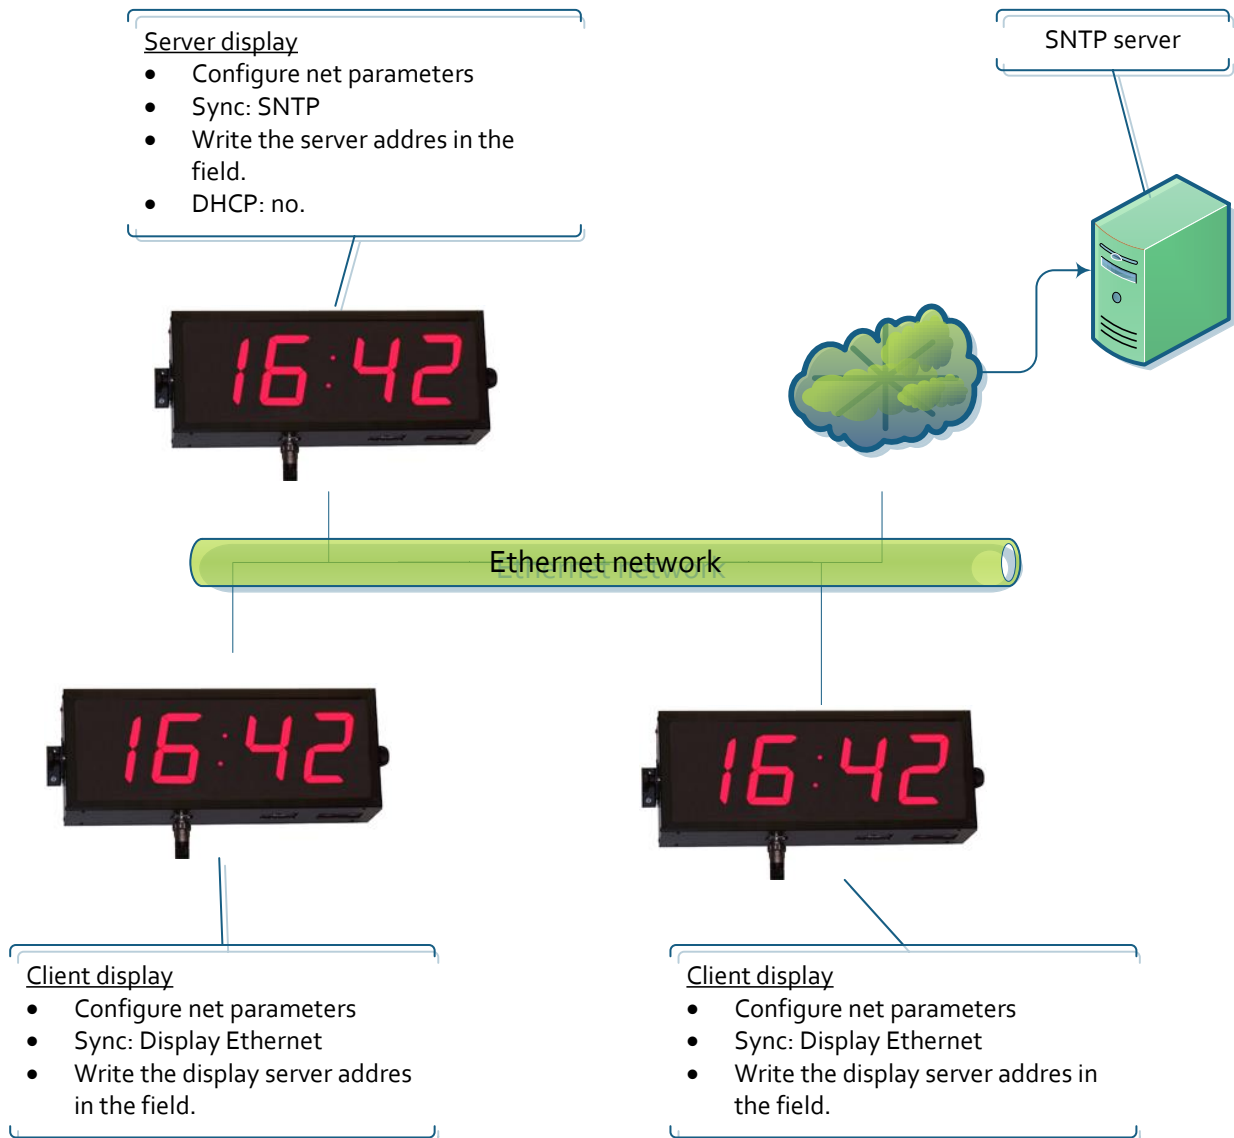 Server display
• Configure net parameters
• Sync: SNTP
• Write the server addres in the
field.
• DHCP: no.
SNTP server
16:42
Ethernet network
16:42
16:42
Client display
• Configure net parameters
• Sync: Display Ethernet
• Write the display server addres
in the field.
Client display
• Configure net parameters
• Sync: Display Ethernet
• Write the display server addres in
the field.